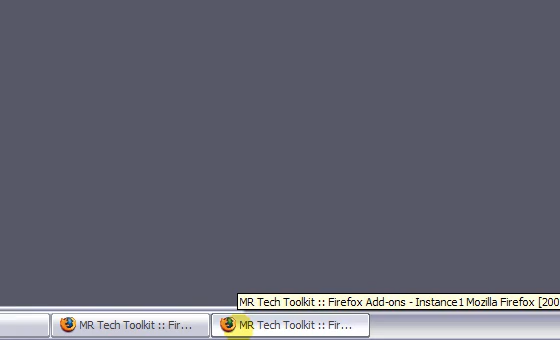 MR Tech Toolkit :: Firefox Add-ons - Instance1 Mozilla Firefox [200
MR Tech Toolkit :: Fir...
MR Tech Toolkit :: Fir...